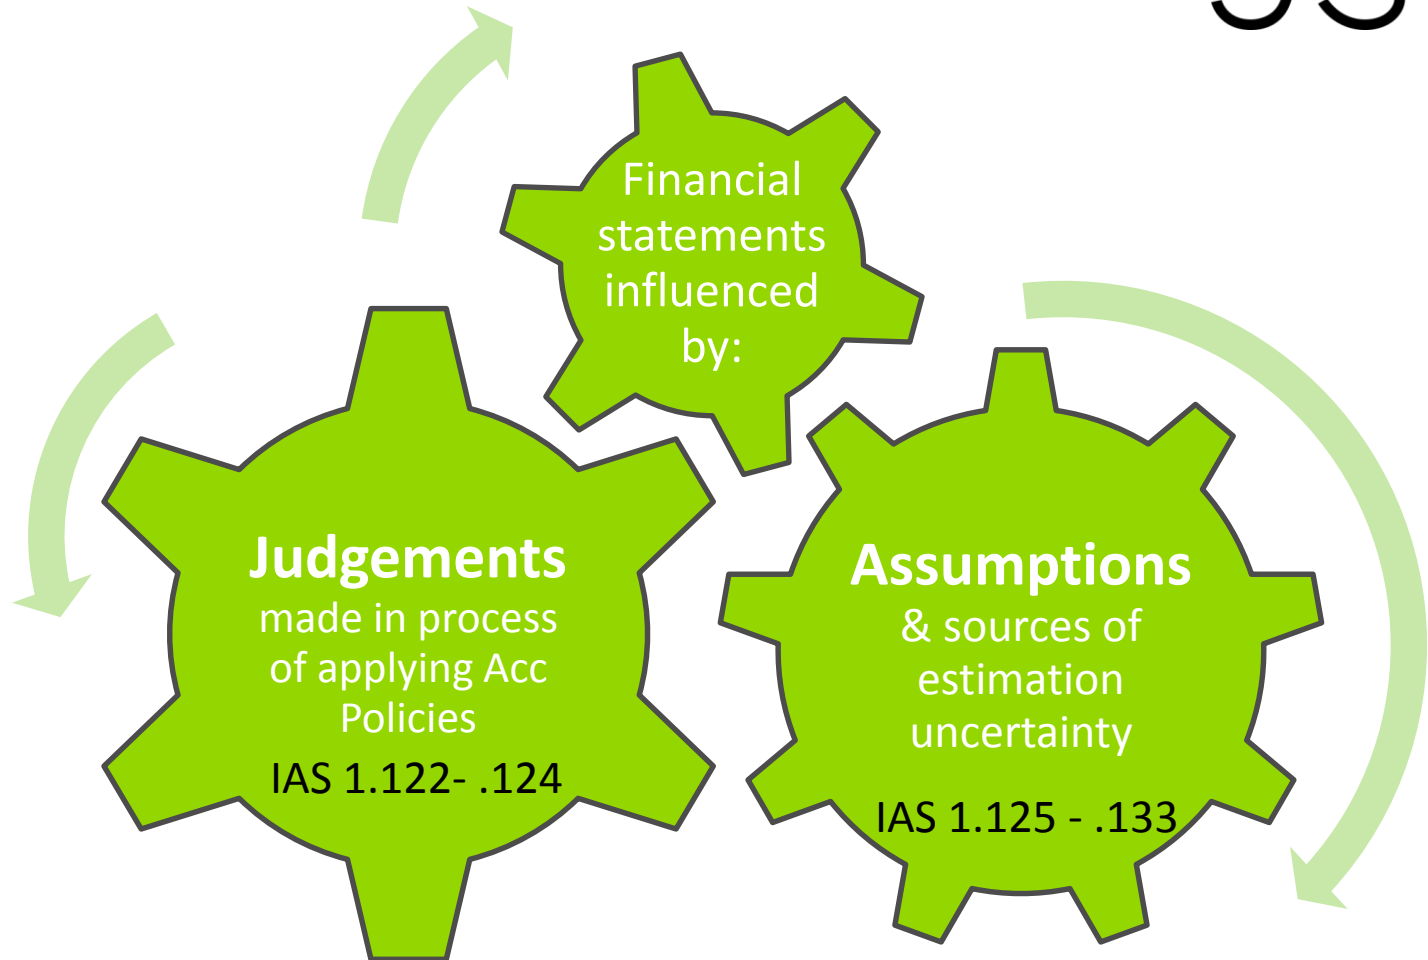 Financial
statements
influenced
by:
Judgements
made in process
of applying Acc
Policies
IAS 1.122- .124
Assumptions
& sources of
estimation
uncertainty
IAS 1.125 - .133